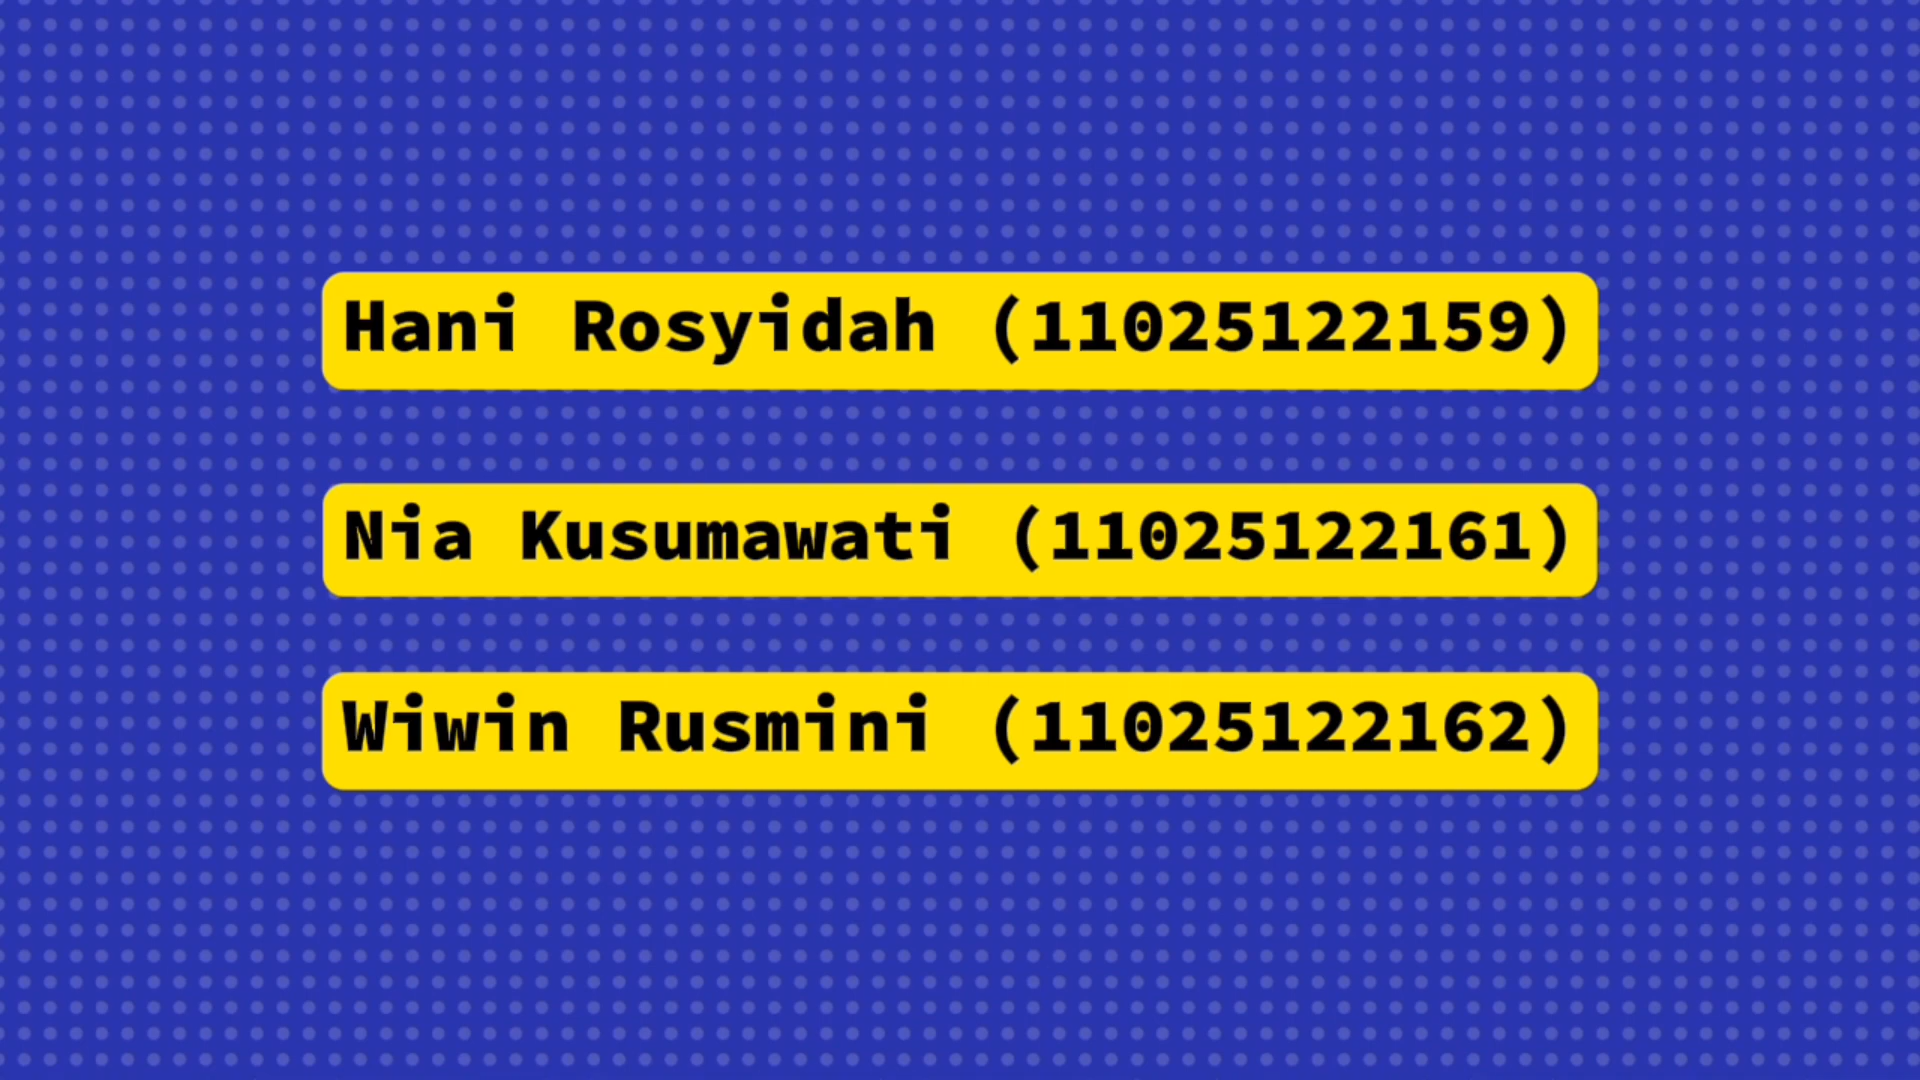 Hani Rosyidah (11025122159)
Nia Kusumawati (11025122161)
Wiwin Rusmini (11025122162)